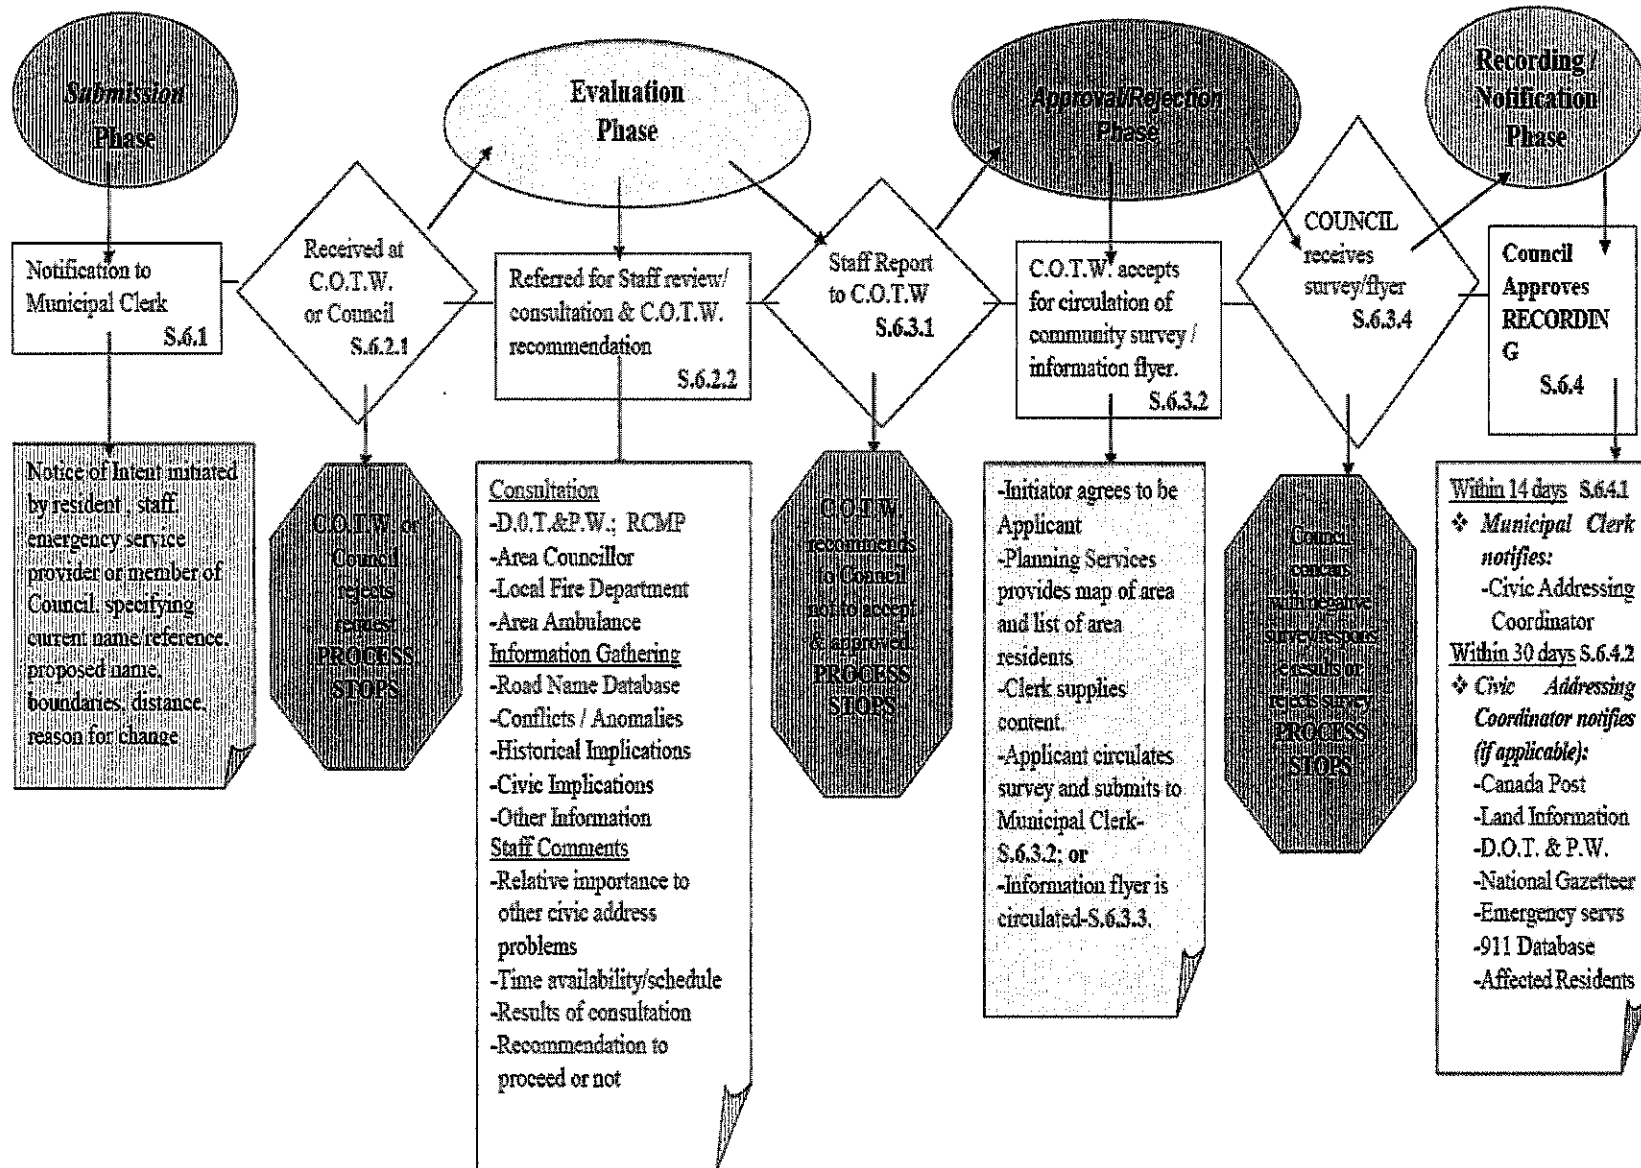 Submission
Phase
Evaluation
Phase
Approval/Rejection
Phase
Recording /
Notification
Phase
Notification to
Municipal Clerk
S.6.1
Received at
C.O.T.W.
or Council
S.6.2.1
Referred for Staff review/
consultation & C.O.T.W.
recommendation
S.6.2.2
Staff Report
to C.O.T.W
S.6.3.1
C.O.T.W. accepts
for circulation of
community survey /
information flyer.
S.6.3.2
COUNCIL
receives
survey/flyer
S.6.3.4
Council
Approves
RECORDIN
G
S.6.4
Notice of Intent initiated
by resident , staff.
emergency service
provider or member of
Council. specifying
current name reference.
proposed name.
boundaries. distance.
reason for change
C.O.T.W. or
Council
rejects
request.
PROCESS
STOPS
Consultation
-D.O.T.&P.W.; RCMP
-Area Councillor
-Local Fire Department
-Area Ambulance
Information Gathering
-Road Name Database
-Conflicts / Anomalies
-Historical Implications
-Civic Implications
-Other Information
Staff Comments
-Relative importance to
other civic address
problems
-Time availability/schedule
-Results of consultation
-Recommendation to
proceed or not
C.O.T.W.
recommends
to Council
not to accept
& approved.
PROCESS
STOPS
-Initiator agrees to be
Applicant
-Planning Services
provides map of area
and list of area
residents
-Clerk supplies
content.
-Applicant circulates
survey and submits to
Municipal Clerk-
S.6.3.2; or
-Information flyer is
circulated-S.6.3.3.
Council
concurs
with negative
survey/respons
e results or
rejects survey.
PROCESS
STOPS
Within 14 days S.6.4.1
❖ Municipal Clerk
notifies:
-Civic Addressing
Coordinator
Within 30 days S.6.4.2
❖ Civic Addressing
Coordinator notifies
(if applicable):
-Canada Post
-Land Information
-D.O.T. & P.W.
-National Gazetteer
-Emergency servs
-911 Database
-Affected Residents